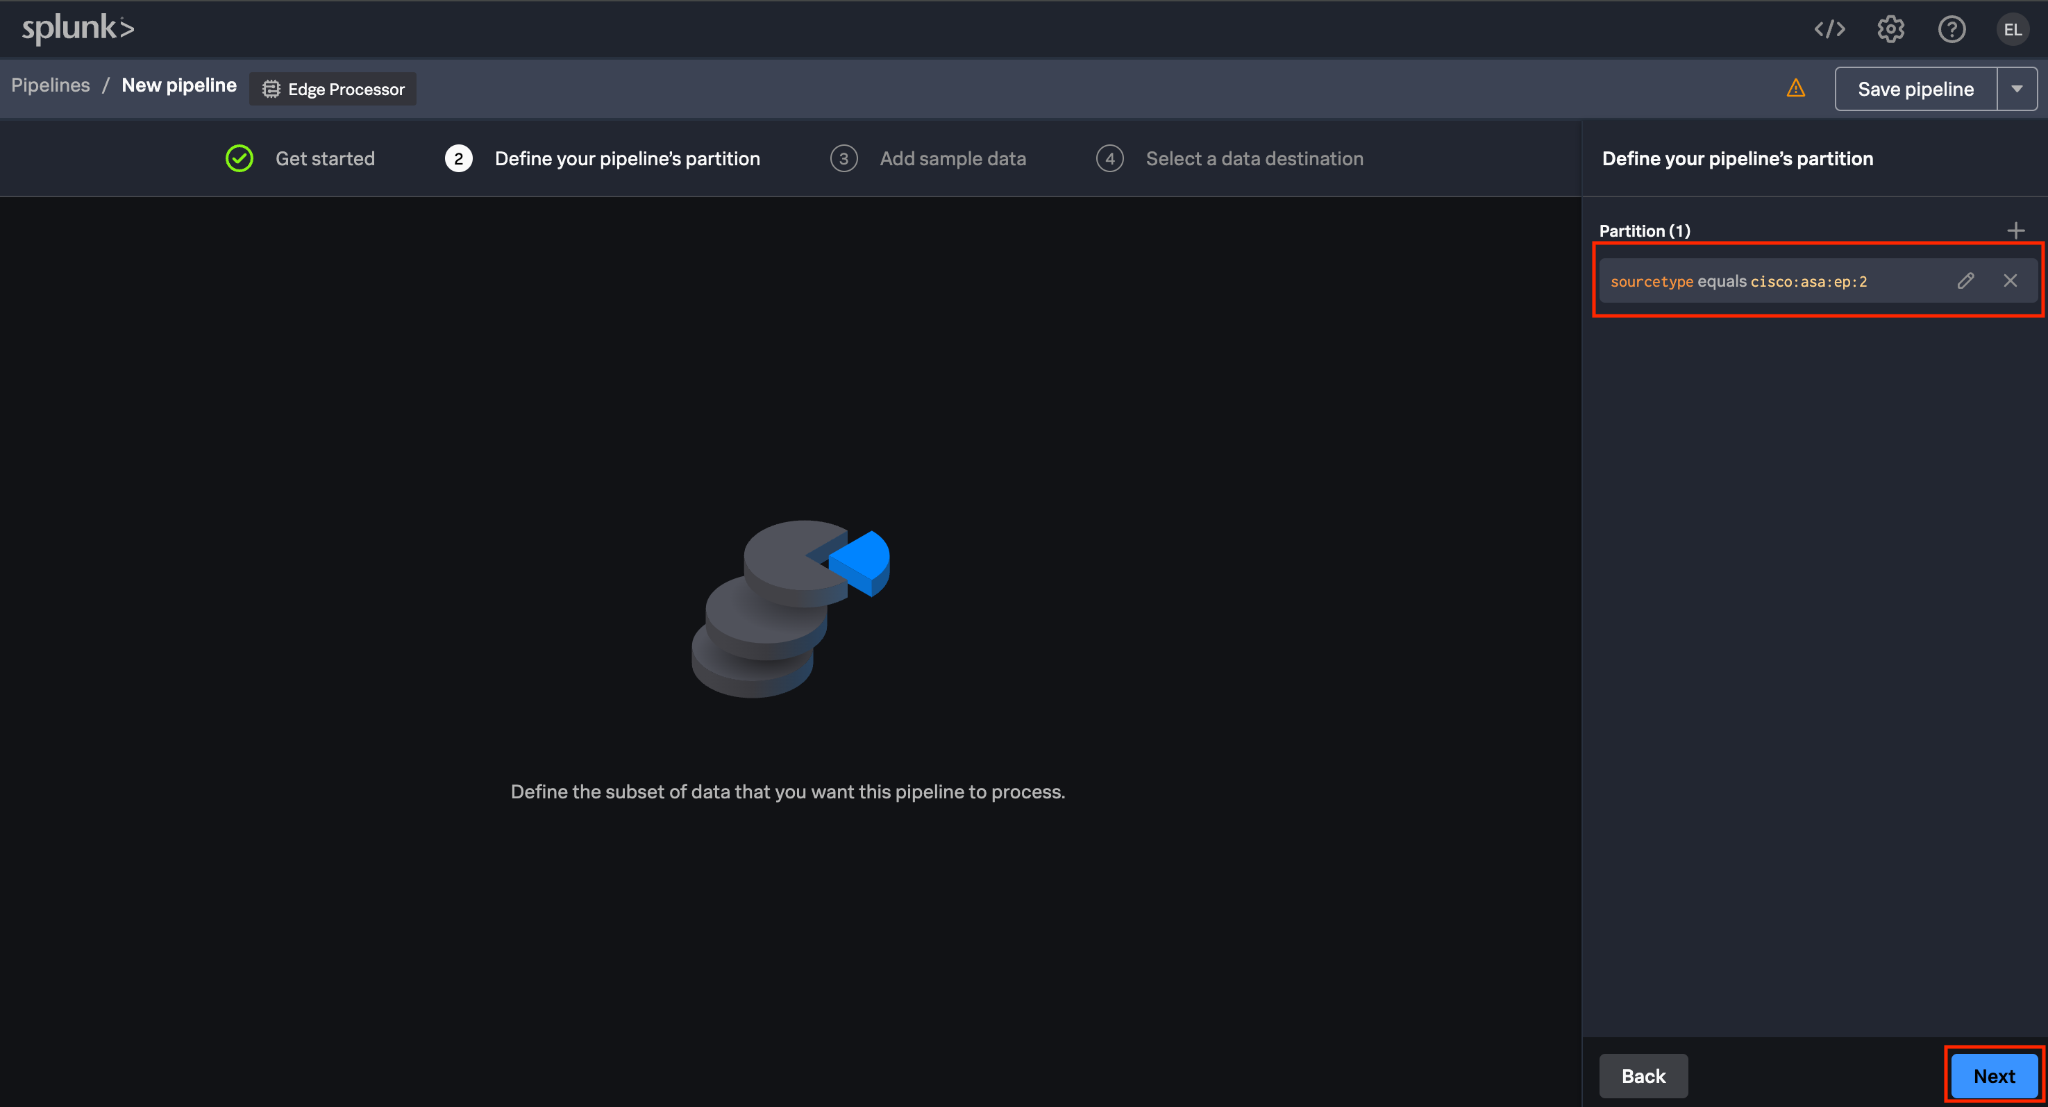 splunk>
EL
Pipelines / New pipeline Edge Processor
Save pipeline
Get started
2 Define your pipeline’s partition
3 Add sample data
4 Select a data destination
Define your pipeline’s partition
Partition (1)
sourcetype equals cisco:asa:ep:2
Define the subset of data that you want this pipeline to process.
Back
Next